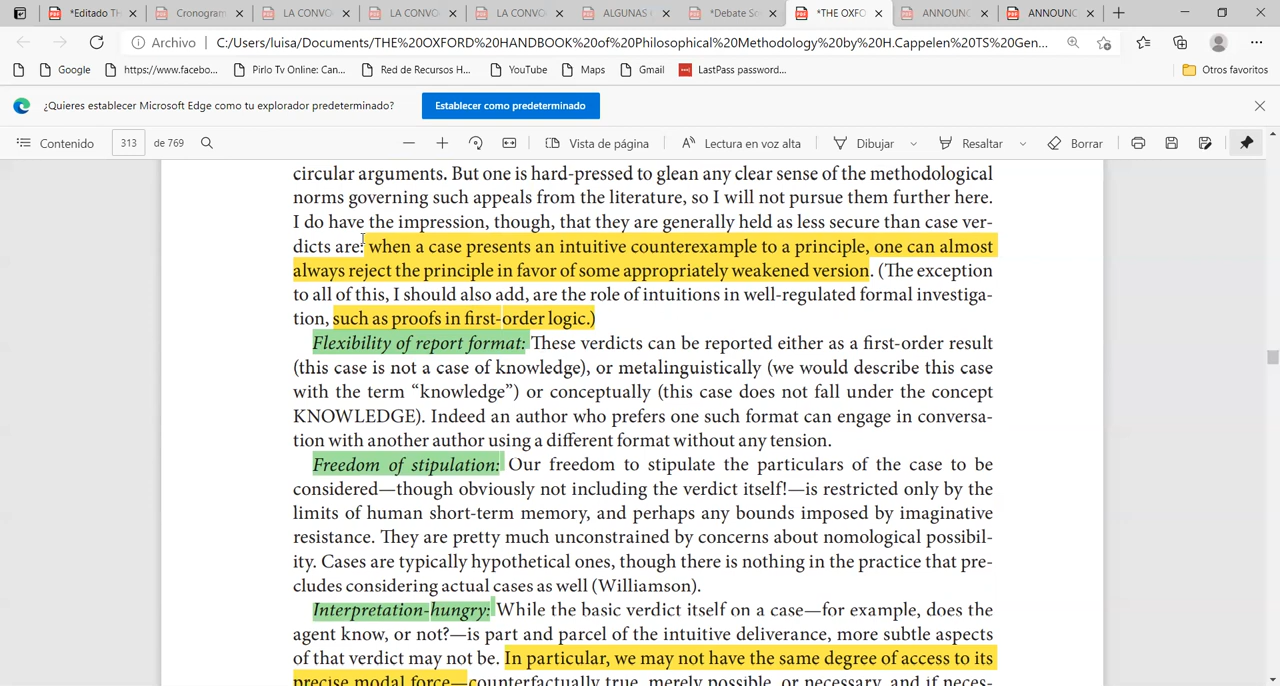 *Editado TH
Cronogram
LA CONVO
LA CONVO
LA CONVO
ALGUNAS (
*Debate So
*THE OXFO
ANNOUNC
ANNOUNC
Archivo C:/Users/luisa/Documents/THE%20OXFORD%20HANDBOOK%20of%20Philosophical%20Methodology%20by%20H.Cappelen%20TS%20Gen...
Google https://www.facebo... Pirlo Tv Online: Can... Red de Recursos H... YouTube Maps Gmail LastPass password... Otros favoritos
¿Quieres establecer Microsoft Edge como tu explorador predeterminado? Establecer como predeterminado
Contenido 313 de 769 Vista de página Lectura en voz alta Dibujar Resaltar Borrar
circular arguments. But one is hard-pressed to glean any clear sense of the methodological
norms governing such appeals from the literature, so I will not pursue them further here.
I do have the impression, though, that they are generally held as less secure than case ver-
dicts are: when a case presents an intuitive counterexample to a principle, one can almost
always reject the principle in favor of some appropriately weakened version. (The exception
to all of this, I should also add, are the role of intuitions in well-regulated formal investiga-
tion, such as proofs in first-order logic.)
Flexibility of report format: These verdicts can be reported either as a first-order result
(this case is not a case of knowledge), or metalinguistically (we would describe this case
with the term “knowledge”) or conceptually (this case does not fall under the concept
KNOWLEDGE). Indeed an author who prefers one such format can engage in conversa-
tion with another author using a different format without any tension.
Freedom of stipulation: Our freedom to stipulate the particulars of the case to be
considered—though obviously not including the verdict itself!—is restricted only by the
limits of human short-term memory, and perhaps any bounds imposed by imaginative
resistance. They are pretty much unconstrained by concerns about nomological possibil-
ity. Cases are typically hypothetical ones, though there is nothing in the practice that pre-
cludes considering actual cases as well (Williamson).
Interpretation-hungry: While the basic verdict itself on a case—for example, does the
agent know, or not?—is part and parcel of the intuitive deliverance, more subtle aspects
of that verdict may not be. In particular, we may not have the same degree of access to its
precise modal force—counterfactually true, merely possible, or necessary, and if neces-